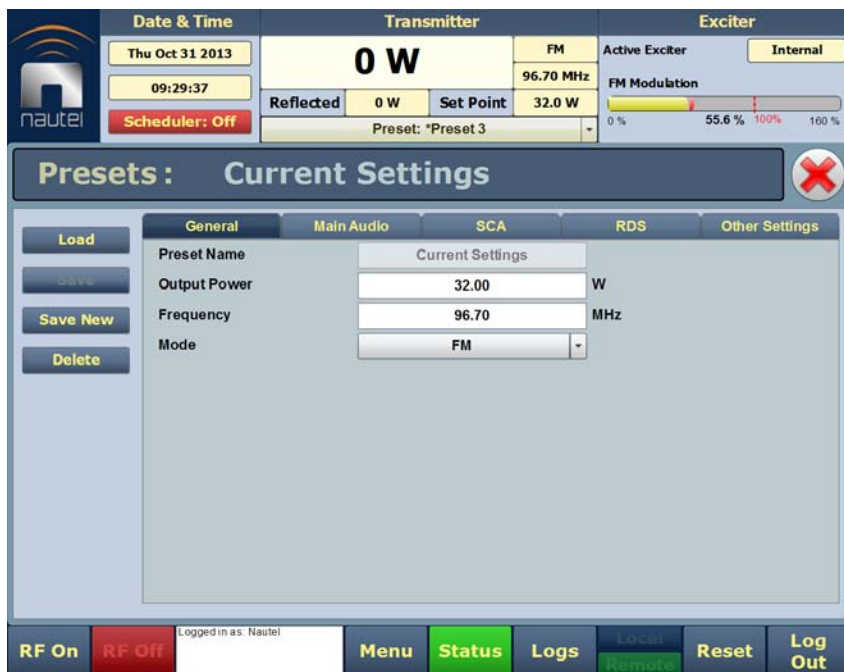 Date & Time
Transmitter
Exciter
nautel
Thu Oct 31 2013
09:29:37
Scheduler: Off
0 W
FM
96.70 MHz
Reflected 0 W Set Point 32.0 W
Preset: *Preset 3
Active Exciter Internal
FM Modulation
0 % 55.6 % 100% 160 %
Presets: Current Settings
Load
Save
Save New
Delete
General Main Audio SCA RDS Other Settings
Preset Name Current Settings
Output Power 32.00 W
Frequency 96.70 MHz
Mode FM
RF On RF Off Logged in as: Nautel Menu Status Logs Local Remote Reset Log Out